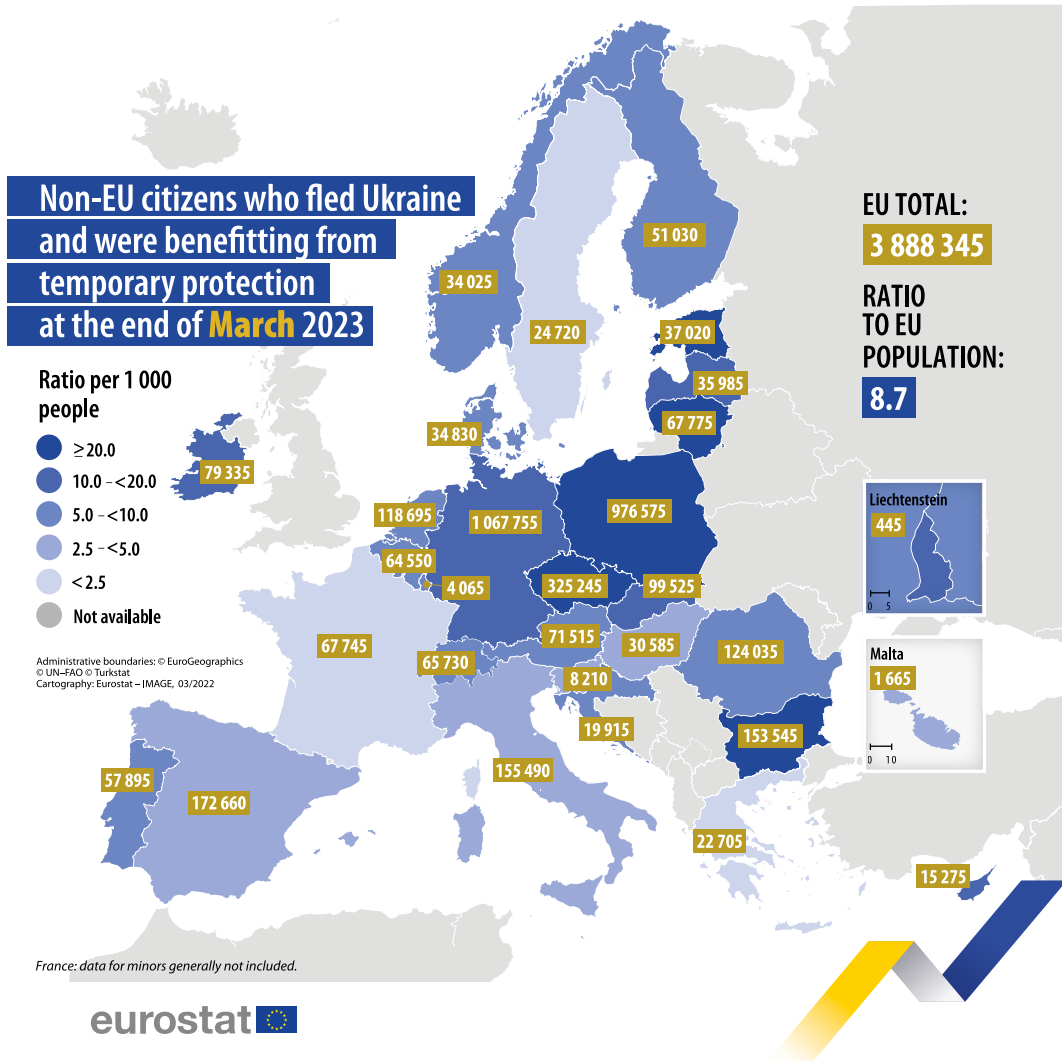 Non-EU citizens who fled Ukraine
and were benefitting from
temporary protection
at the end of March 2023
EU TOTAL:
3 888 345
RATIO
TO EU
POPULATION:
8.7
Ratio per 1 000
people
≥20.0
10.0 - <20.0
5.0 - <10.0
2.5 - <5.0
<2.5
Not available
Administrative boundaries: © EuroGeographics
© UN–FAO © Turkstat
Cartography: Eurostat – IMAGE, 03/2022
51 030
34 025
24 720
37 020
35 985
67 775
34 830
79 335
118 695
1 067 755
976 575
64 550
4 065
325 245
99 525
71 515
30 585
124 035
67 745
65 730
8 210
19 915
153 545
57 895
172 660
155 490
22 705
15 275
Liechtenstein
445
0 5
Malta
1 665
0 10
France: data for minors generally not included.
eurostat